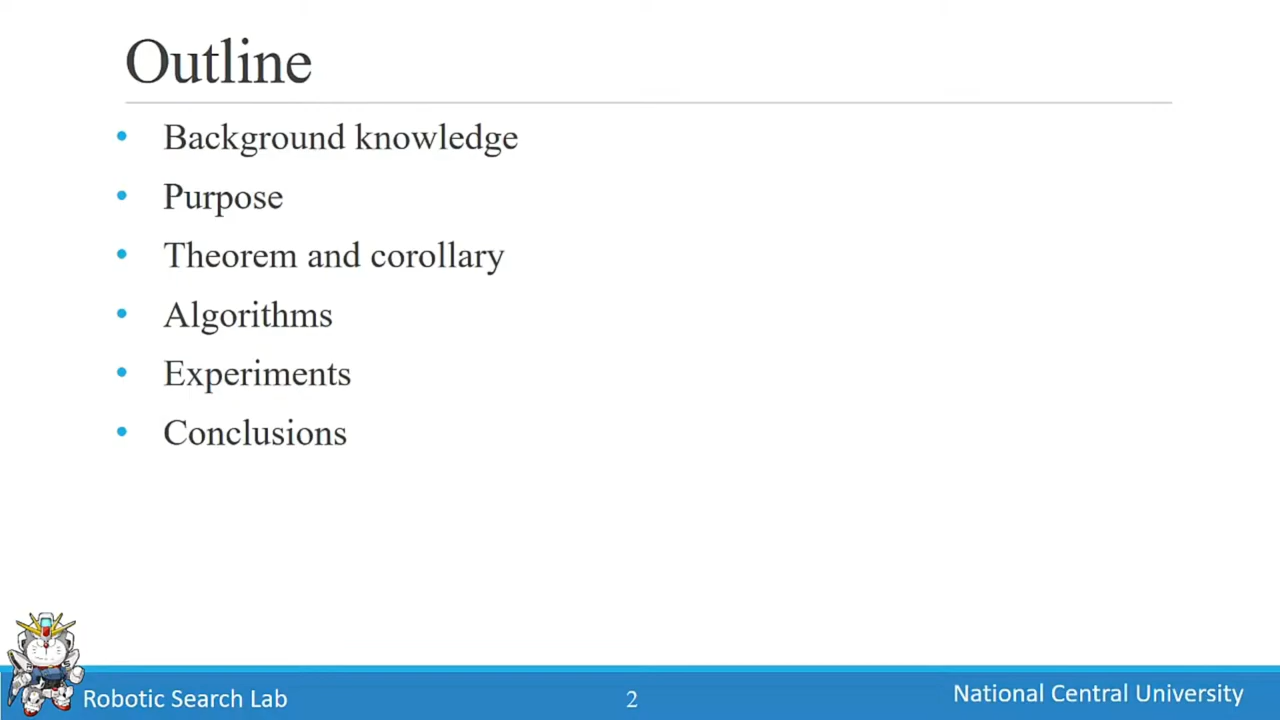 Outline
• Background knowledge
• Purpose
• Theorem and corollary
• Algorithms
• Experiments
• Conclusions
Robotic Search Lab
2
National Central University